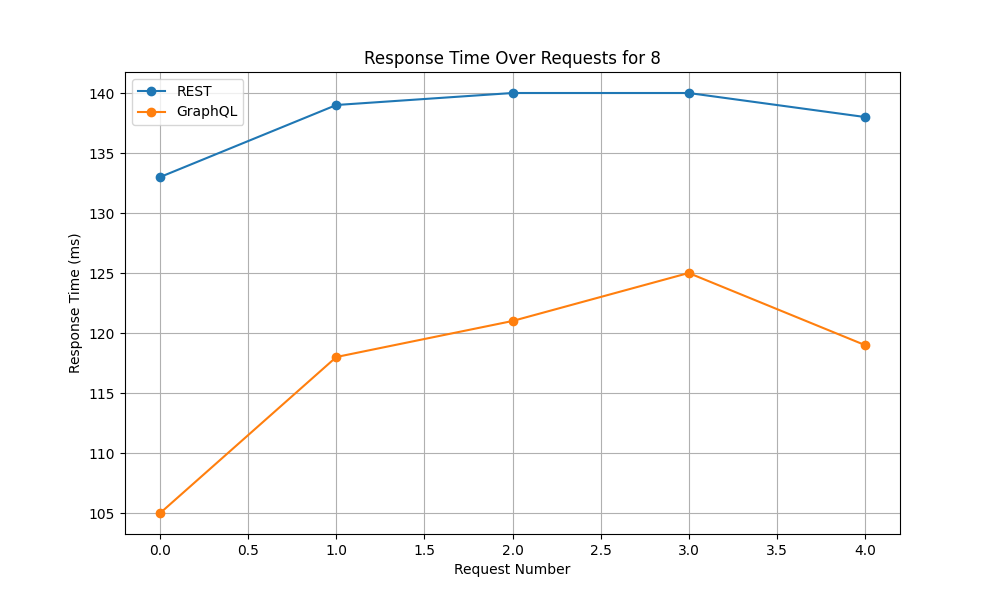 Response Time Over Requests for 8
REST
GraphQL
140
135
130
125
120
115
110
105
Response Time (ms)
0.0 0.5 1.0 1.5 2.0 2.5 3.0 3.5 4.0
Request Number